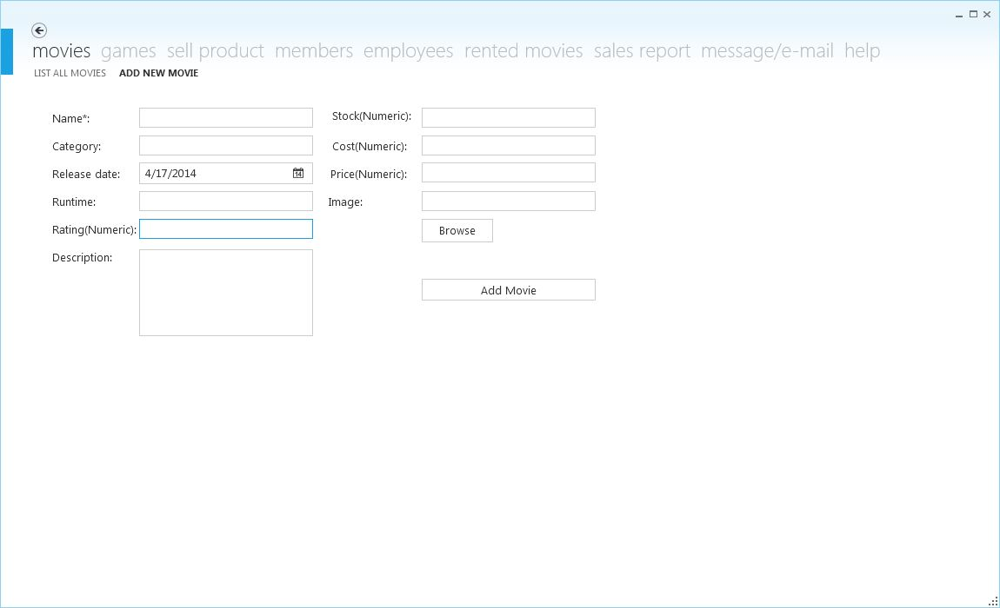 movies games sell product members employees rented movies sales report message/e-mail help
LIST ALL MOVIES ADD NEW MOVIE
Name*:
Stock(Numeric):
Category:
Cost(Numeric):
Release date: 4/17/2014 14
Price(Numeric):
Runtime:
Image:
Rating(Numeric):
Browse
Description:
Add Movie